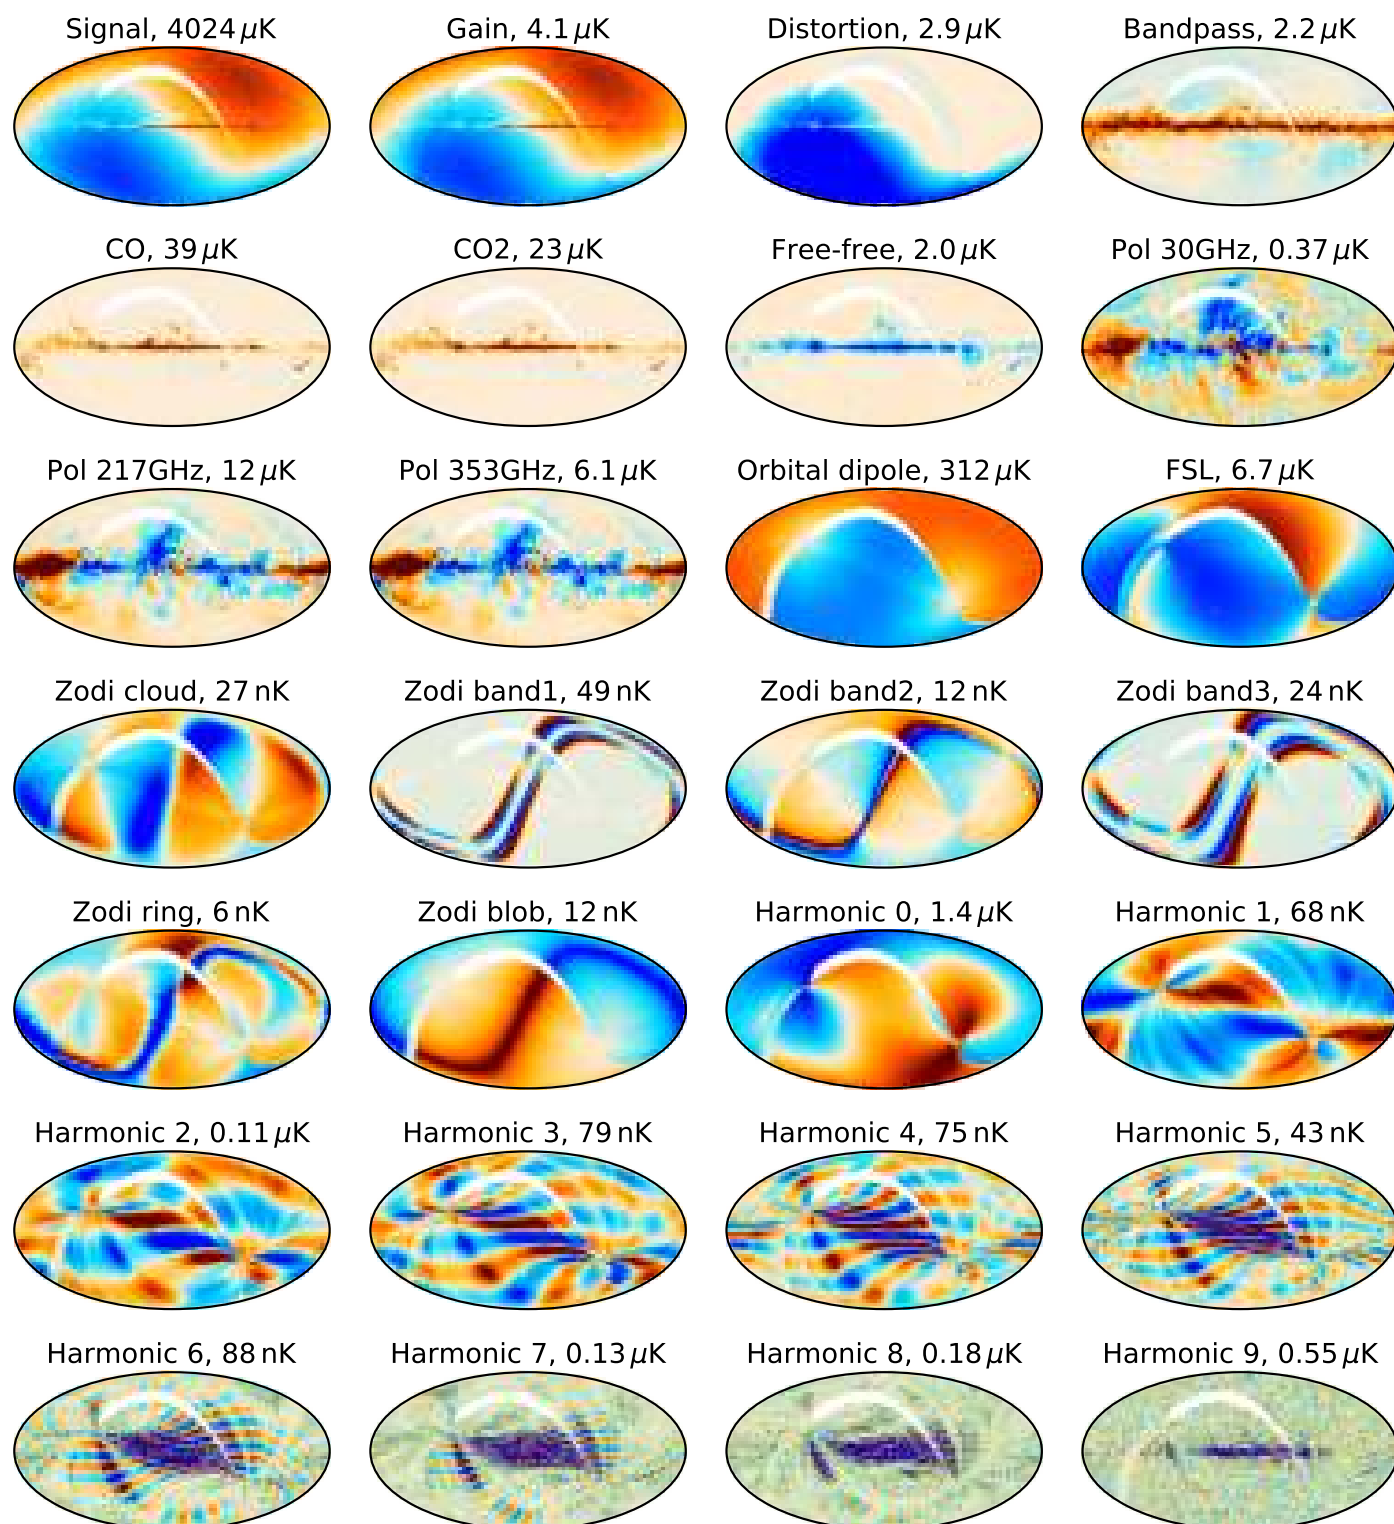 Signal, 4024 μK
Gain, 4.1 μK
Distortion, 2.9 μK
Bandpass, 2.2 μK
CO, 39 μK
CO2, 23 μK
Free-free, 2.0 μK
Pol 30GHz, 0.37 μK
Pol 217GHz, 12 μK
Pol 353GHz, 6.1 μK
Orbital dipole, 312 μK
FSL, 6.7 μK
Zodi cloud, 27 nK
Zodi band1, 49 nK
Zodi band2, 12 nK
Zodi band3, 24 nK
Zodi ring, 6 nK
Zodi blob, 12 nK
Harmonic 0, 1.4 μK
Harmonic 1, 68 nK
Harmonic 2, 0.11 μK
Harmonic 3, 79 nK
Harmonic 4, 75 nK
Harmonic 5, 43 nK
Harmonic 6, 88 nK
Harmonic 7, 0.13 μK
Harmonic 8, 0.18 μK
Harmonic 9, 0.55 μK